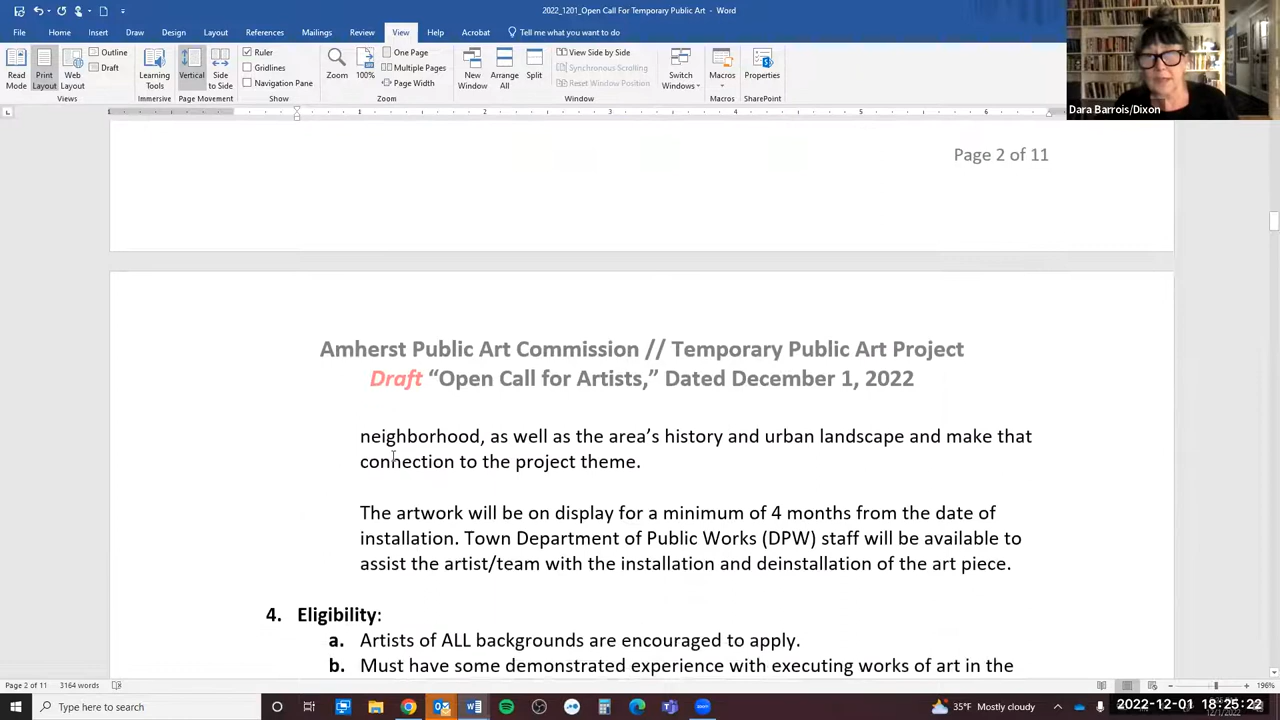 2022_1201_Open Call For Temporary Public Art - Word
File Home Insert Draw Design Layout References Mailings Review View Help Acrobat Tell me what you want to do
Read Mode
Print Layout
Web Layout
Outline
Draft
Views
Learning Tools
Immersive
Vertical
Side to Side
Page Movement
Ruler
Gridlines
Navigation Pane
Show
Zoom
100%
One Page
Multiple Pages
Page Width
Zoom
New Window
Arrange All
Split
View Side by Side
Synchronous Scrolling
Reset Window Position
Window
Switch Windows
Macros
Macros
Properties
SharePoint
Dara Barrois/Dixon
1 1 2 3 4 5 6
Page 2 of 11
Amherst Public Art Commission // Temporary Public Art Project
Draft “Open Call for Artists,” Dated December 1, 2022
neighborhood, as well as the area’s history and urban landscape and make that
connection to the project theme.
The artwork will be on display for a minimum of 4 months from the date of
installation. Town Department of Public Works (DPW) staff will be available to
assist the artist/team with the installation and deinstallation of the art piece.
4. Eligibility:
a. Artists of ALL backgrounds are encouraged to apply.
b. Must have some demonstrated experience with executing works of art in the
Page 2 of 11 3164 words
196%
Type here to search
35°F Mostly cloudy
2022-12-01 18:25:22